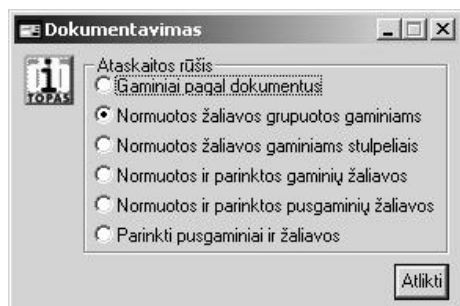 Dokumentavimas
TOPAS
Ataskaitos rūšis
Gaminiai pagal dokumentus
Normuotos žaliavos grupuotos gaminiams
Normuotos žaliavos gaminiams stulpeliais
Normuotos ir parinktos gaminių žaliavos
Normuotos ir parinktos pusgaminių žaliavos
Parinkti pusgaminiai ir žaliavos
Atlikti